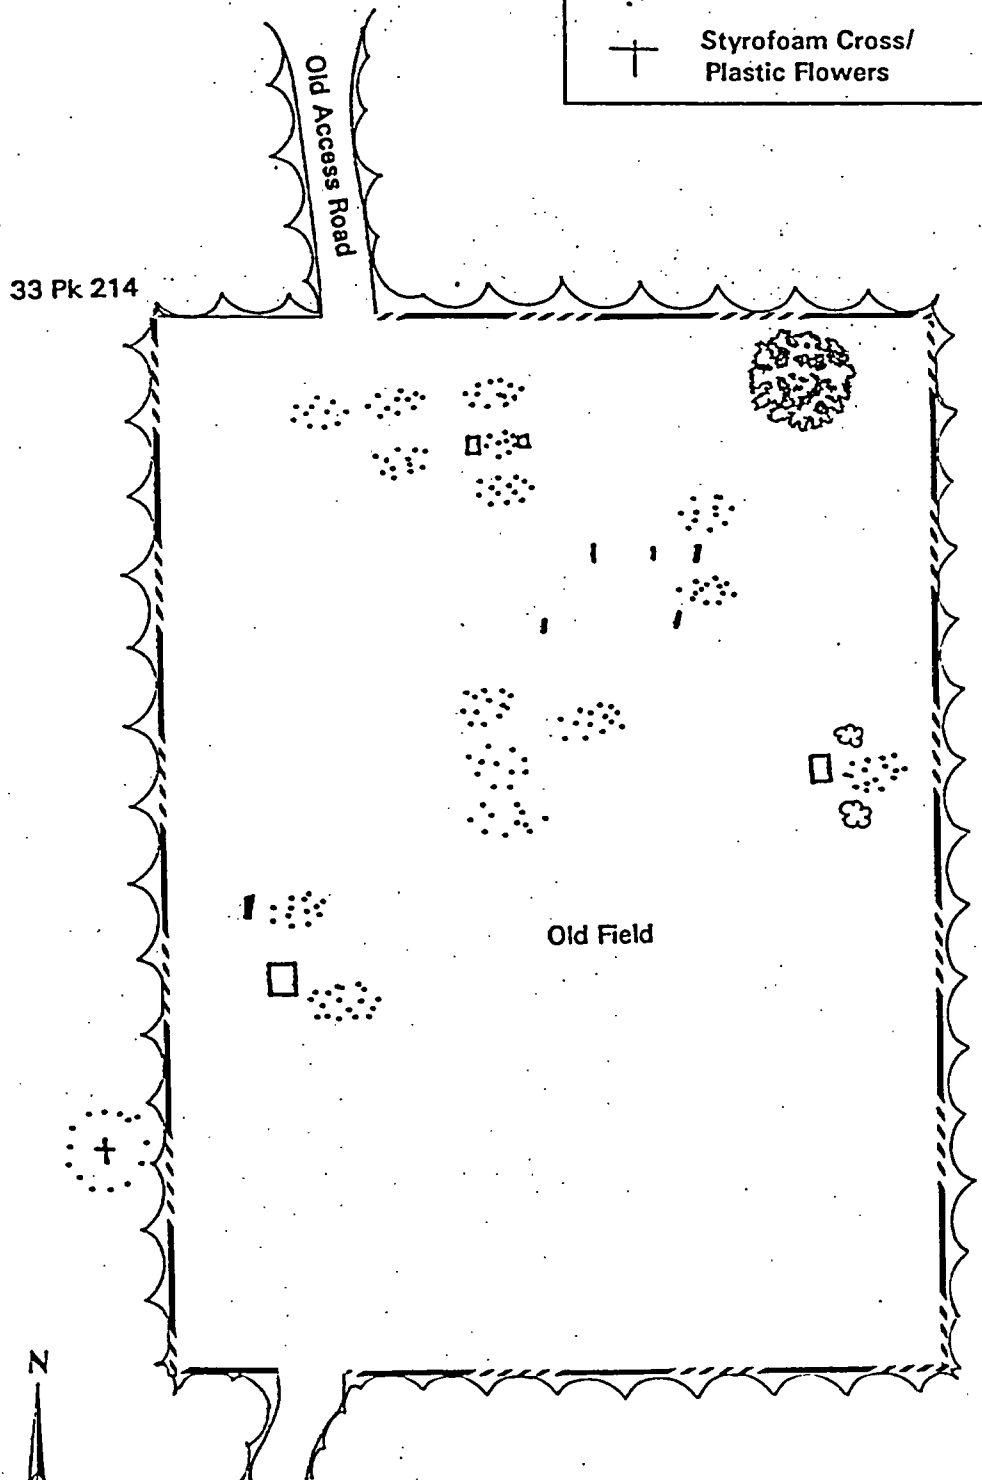 Styrofoam Cross/
Plastic Flowers
Old Access Road
33 Pk 214
Old Field
N